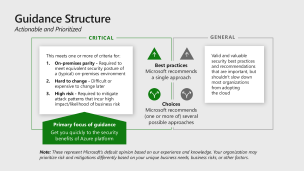 Guidance Structure
Actionable and Prioritized
CRITICAL
GENERAL
This meets one or more of criteria for:
1. On-premises parity - Required to
meet equivalent security posture of
a (typical) on-premises environment
2. Hard to change – Difficult or
expensive to change later
3. High risk - Required to mitigate
attack patterns that incur high
impact/likelihood of business risk
Primary focus of guidance
Get you quickly to the security
benefits of Azure Platform
Best practices
Microsoft recommends
a single approach
Choices
Microsoft recommends
(one or more) of several
possible approaches
Valid and valuable
security best practices
and recommendations
that are important, but
shouldn't slow down
most organizations
from adopting
the cloud
Note: These represent Microsoft's default opinion based on our experience and knowledge. Your organization may
prioritize risk and mitigations differently based on your unique business needs, business risks, or other factors.